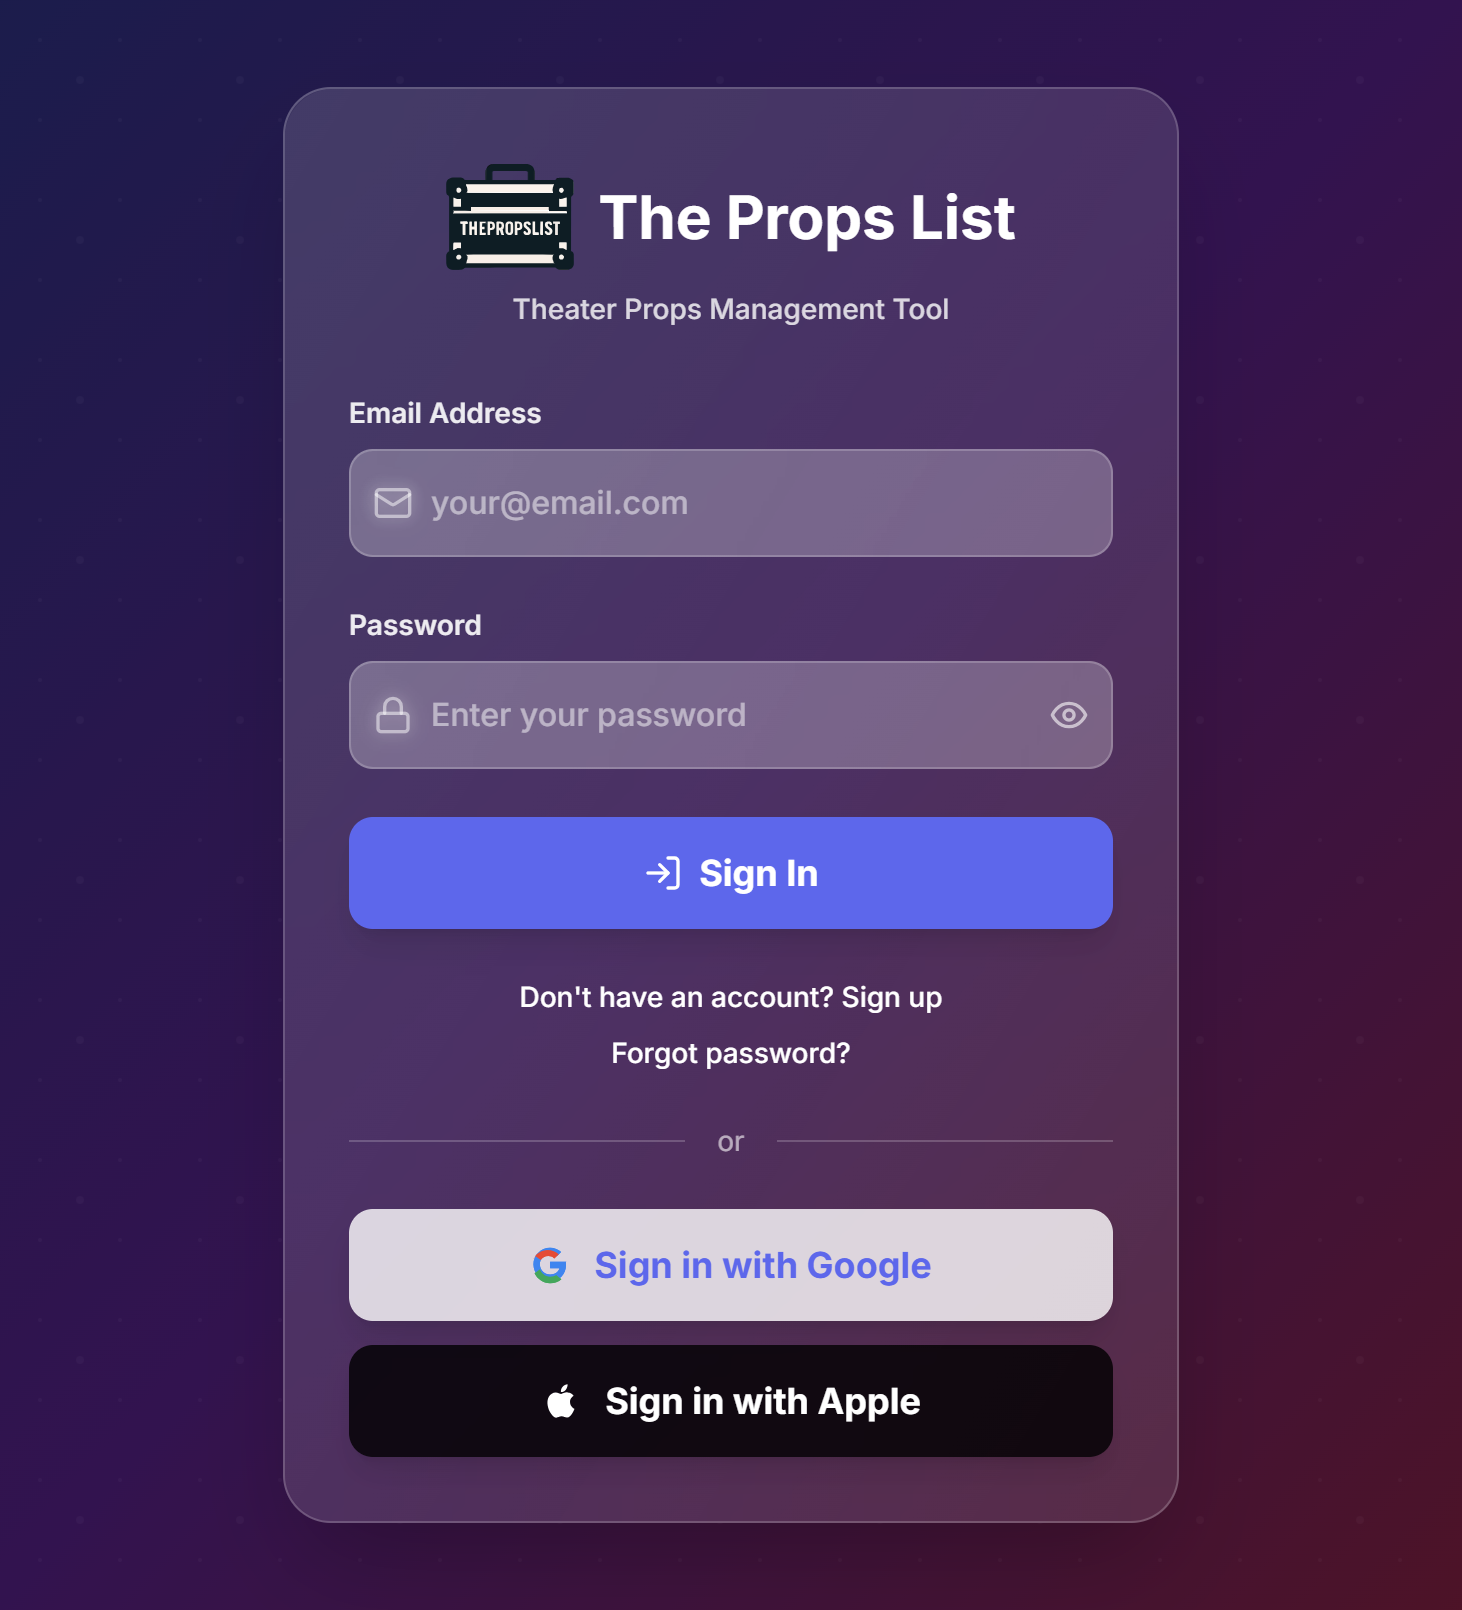 THEPROPSLIST
The Props List
Theater Props Management Tool
Email Address
your@email.com
Password
Enter your password
Sign In
Don't have an account? Sign up
Forgot password?
or
Sign in with Google
Sign in with Apple